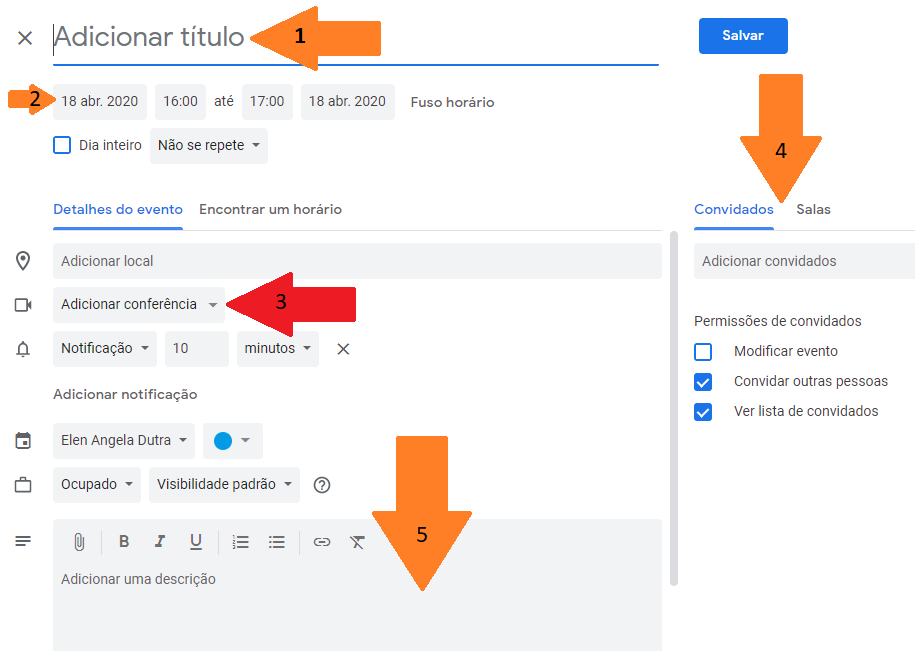 Adicionar título
1
Salvar
2
18 abr. 2020 16:00 até 17:00 18 abr. 2020 Fuso horário
Dia inteiro Não se repete
4
Detalhes do evento Encontrar um horário
Convidados Salas
Adicionar local
Adicionar convidados
Adicionar conferência
3
Permissões de convidados
Notificação 10 minutos
Modificar evento
Convidar outras pessoas
Adicionar notificação
Ver lista de convidados
Elen Angela Dutra
Ocupado Visibilidade padrão ?
5
B I U
Adicionar uma descrição